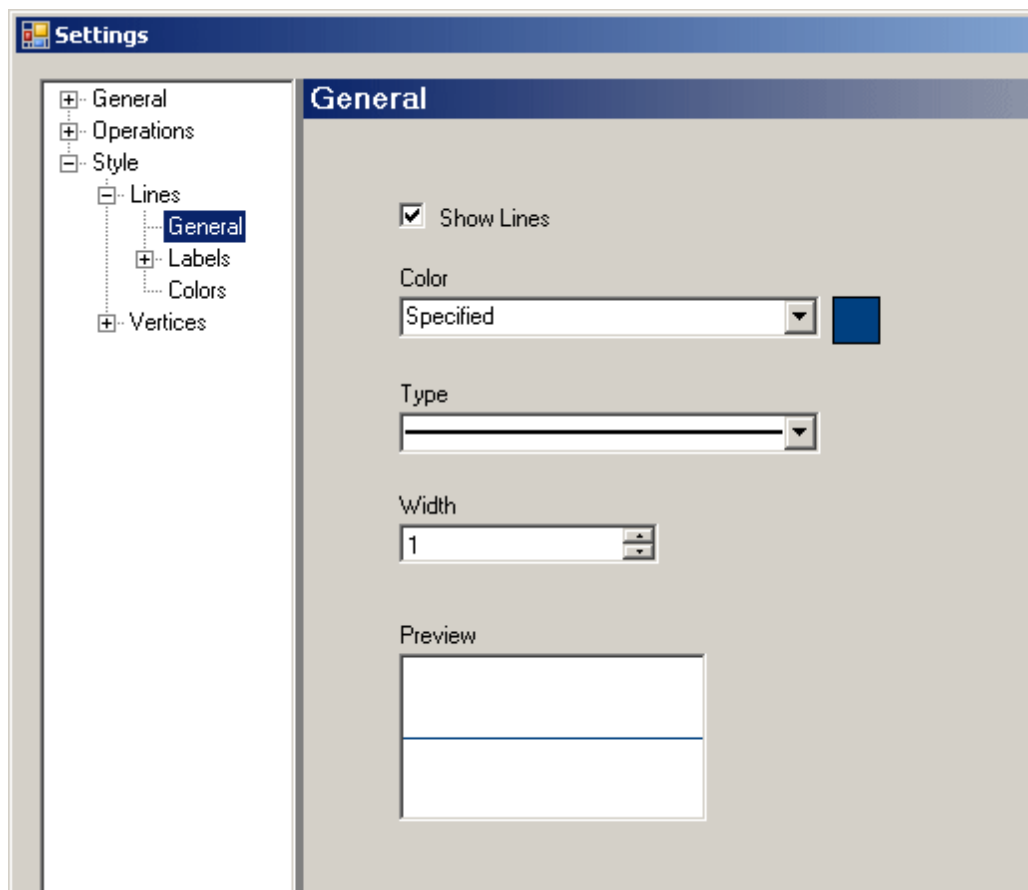 Settings
General
Operations
Style
Lines
General
Labels
Colors
Vertices
General
Show Lines
Color
Specified
Type
Width
1
Preview